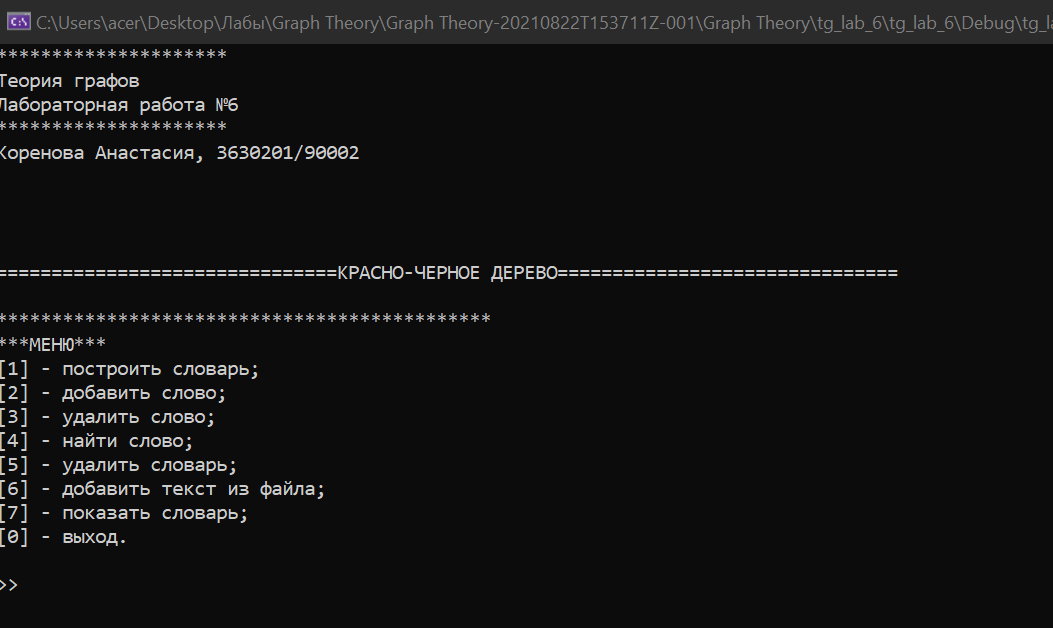 C:\Users\acer\Desktop\Лабы\Graph Theory\Graph Theory-20210822T153711Z-001\Graph Theory\tg_lab_6\tg_lab_6\Debug\tg_la
*********************
Теория графов
Лабораторная работа №6
*********************
Коренова Анастасия, 3630201/90002
===============================КРАСНО-ЧЕРНОЕ ДЕРЕВО===============================
*********************************************
***МЕНЮ***
[1] - построить словарь;
[2] - добавить слово;
[3] - удалить слово;
[4] - найти слово;
[5] - удалить словарь;
[6] - добавить текст из файла;
[7] - показать словарь;
[0] - выход.
>>